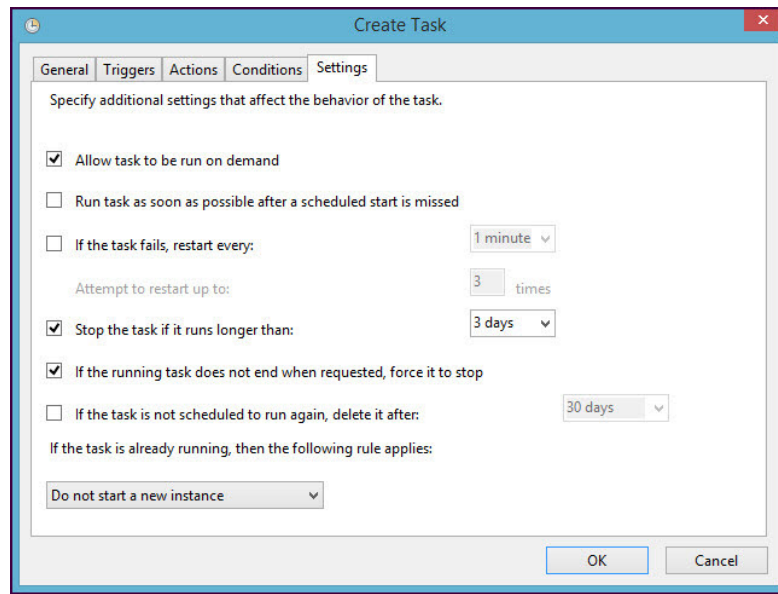 Create Task
General Triggers Actions Conditions Settings
Specify additional settings that affect the behavior of the task.
Allow task to be run on demand
Run task as soon as possible after a scheduled start is missed
If the task fails, restart every: 1 minute
Attempt to restart up to: 3 times
Stop the task if it runs longer than: 3 days
If the running task does not end when requested, force it to stop
If the task is not scheduled to run again, delete it after: 30 days
If the task is already running, then the following rule applies:
Do not start a new instance
OK Cancel